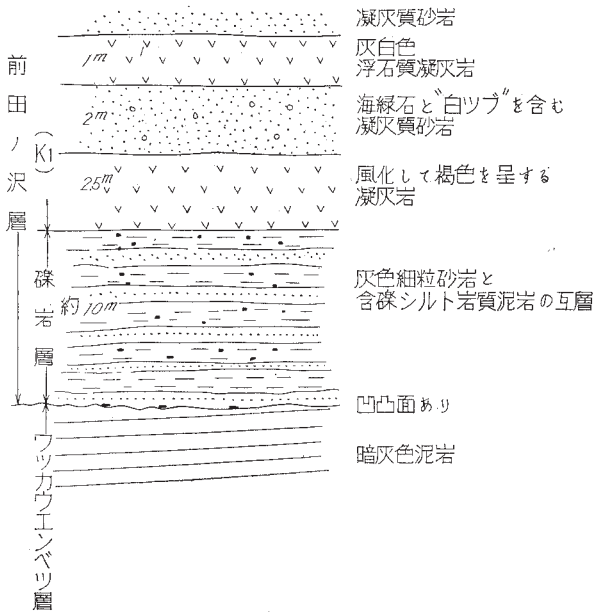 凝灰質砂岩
灰白色
浮石質凝灰岩
1m
海緑石と“白ツブ”を含む
凝灰質砂岩
2m
風化して褐色を呈する
凝灰岩
2.5m
灰色細粒砂岩と
含礫シルト岩質泥岩の互層
約10m
凹凸面あり
暗灰色泥岩
前田ノ沢層
(K1)
礫岩層
ワッカウエンベツ層